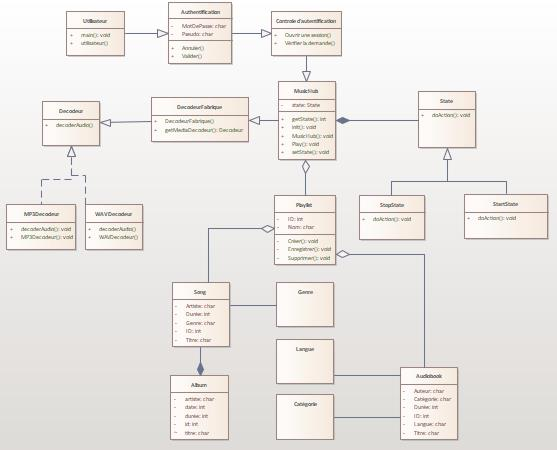 Utilisateur
+ main(): void
+ utilisateur()
Authentification
- MotDePasse: char
- Pseudo: char
+ Annuler()
+ Valider()
Controle d'autentification
+ Ouvrir une session()
+ Vérifier la demande()
MusicHub
- state: State
+ getState(): int
+ init(): void
+ MusicHub(): void
+ Play(): void
+ setState(): void
State
+ doAction(): void
DecodeurFabrique
+ DecodeurFabrique()
+ getMediaDecodeur(): Decodeur
Decodeur
+ decoderAudio()
MP3Decodeur
+ decoderAudio(): void
+ MP3Decodeur(): void
WAVDecodeur
+ decoderAudio()
+ WAVDecodeur()
Playlist
- ID: int
- Nom: char
+ Créer(): void
+ Enregistrer(): void
+ Supprimer(): void
StopState
+ doAction(): void
StartState
+ doAction(): void
Song
- Artiste: char
- Durée: int
- Genre: char
- ID: int
- Titre: char
Genre
Langue
Catégorie
Album
- artiste: char
- date: int
- durée: int
- id: int
~ titre: char
Audiobook
- Auteur: char
- Catégorie: char
- Durée: int
- ID: int
- Langue: char
- Titre: char